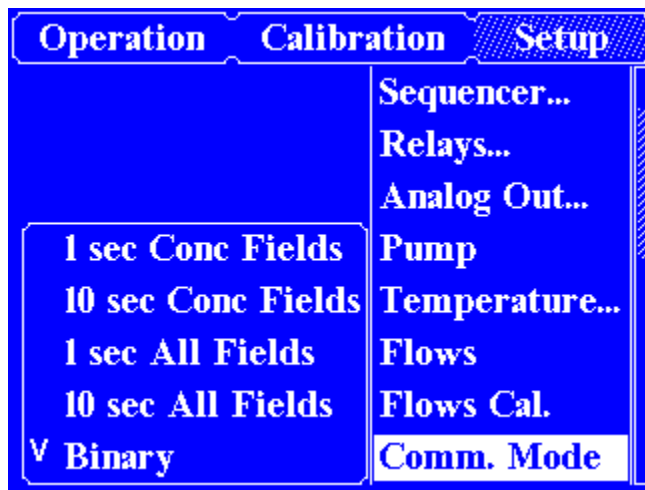 Operation Calibration Setup
Sequencer...
Relays...
Analog Out...
Pump
Temperature...
Flows
Flows Cal.
Comm. Mode
1 sec Conc Fields
10 sec Conc Fields
1 sec All Fields
10 sec All Fields
V Binary